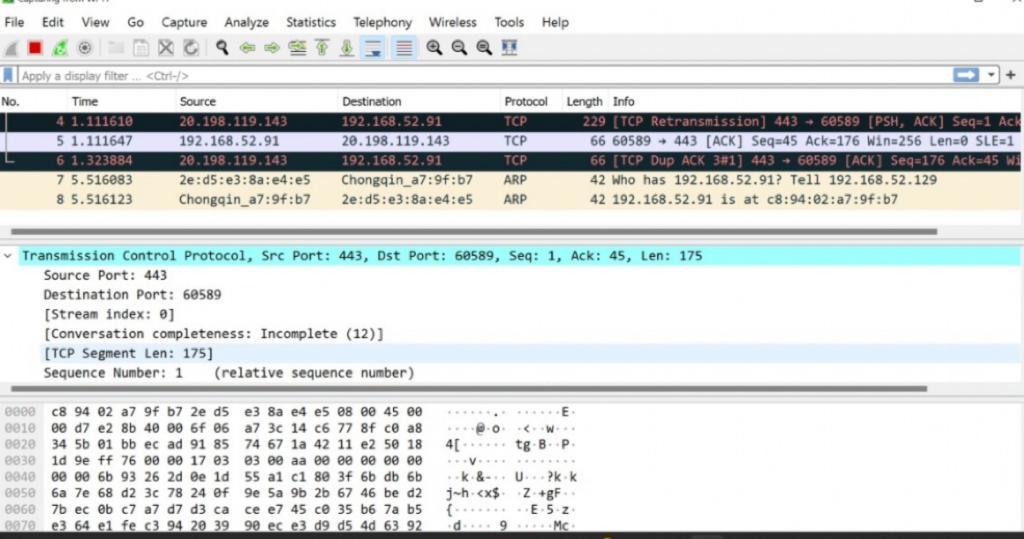 Capturing from Wi-Fi
File Edit View Go Capture Analyze Statistics Telephony Wireless Tools Help
Apply a display filter ... <Ctrl-/>
No. Time Source Destination Protocol Length Info
4 1.111610 20.198.119.143 192.168.52.91 TCP 229 [TCP Retransmission] 443 → 60589 [PSH, ACK] Seq=1 Ack
5 1.111647 192.168.52.91 20.198.119.143 TCP 66 60589 → 443 [ACK] Seq=45 Ack=176 Win=256 Len=0 SLE=1
6 1.323884 20.198.119.143 192.168.52.91 TCP 66 [TCP Dup ACK 3#1] 443 → 60589 [ACK] Seq=176 Ack=45 Wi
7 5.516083 2e:d5:e3:8a:e4:e5 Chongqin_a7:9f:b7 ARP 42 Who has 192.168.52.91? Tell 192.168.52.129
8 5.516123 Chongqin_a7:9f:b7 2e:d5:e3:8a:e4:e5 ARP 42 192.168.52.91 is at c8:94:02:a7:9f:b7
Transmission Control Protocol, Src Port: 443, Dst Port: 60589, Seq: 1, Ack: 45, Len: 175
Source Port: 443
Destination Port: 60589
[Stream index: 0]
[Conversation completeness: Incomplete (12)]
[TCP Segment Len: 175]
Sequence Number: 1 (relative sequence number)
0000 c8 94 02 a7 9f b7 2e d5 e3 8a e4 e5 08 00 45 00 ······.· ······E·
0010 00 d7 e2 8b 40 00 6f 06 a7 3c 14 c6 77 8f c0 a8 ····@·o· ·<··w···
0020 34 5b 01 bb ec ad 91 85 74 67 1a 42 11 e2 50 18 4[······ tg·B··P·
0030 1d 9e ff 76 00 00 17 03 03 00 aa 00 00 00 00 00 ···v···· ········
0040 00 00 6b 93 26 2d 0e 1d 55 a1 c1 80 3f 6b db 6b ··k·&-·· U···?k·k
0050 6a 7e 68 d2 3c 78 24 0f 9e 5a 9b 2b 67 46 be d2 j~h·<x$· ·Z·+gF··
0060 7b ec 0b c7 a7 d7 d3 ca ce e7 45 c0 35 b6 7a b5 {······· ··E·5·z·
0070 e3 64 e1 fe c3 94 20 39 90 ec e3 d9 d5 4d 63 92 ·d···· 9 ·····Mc·